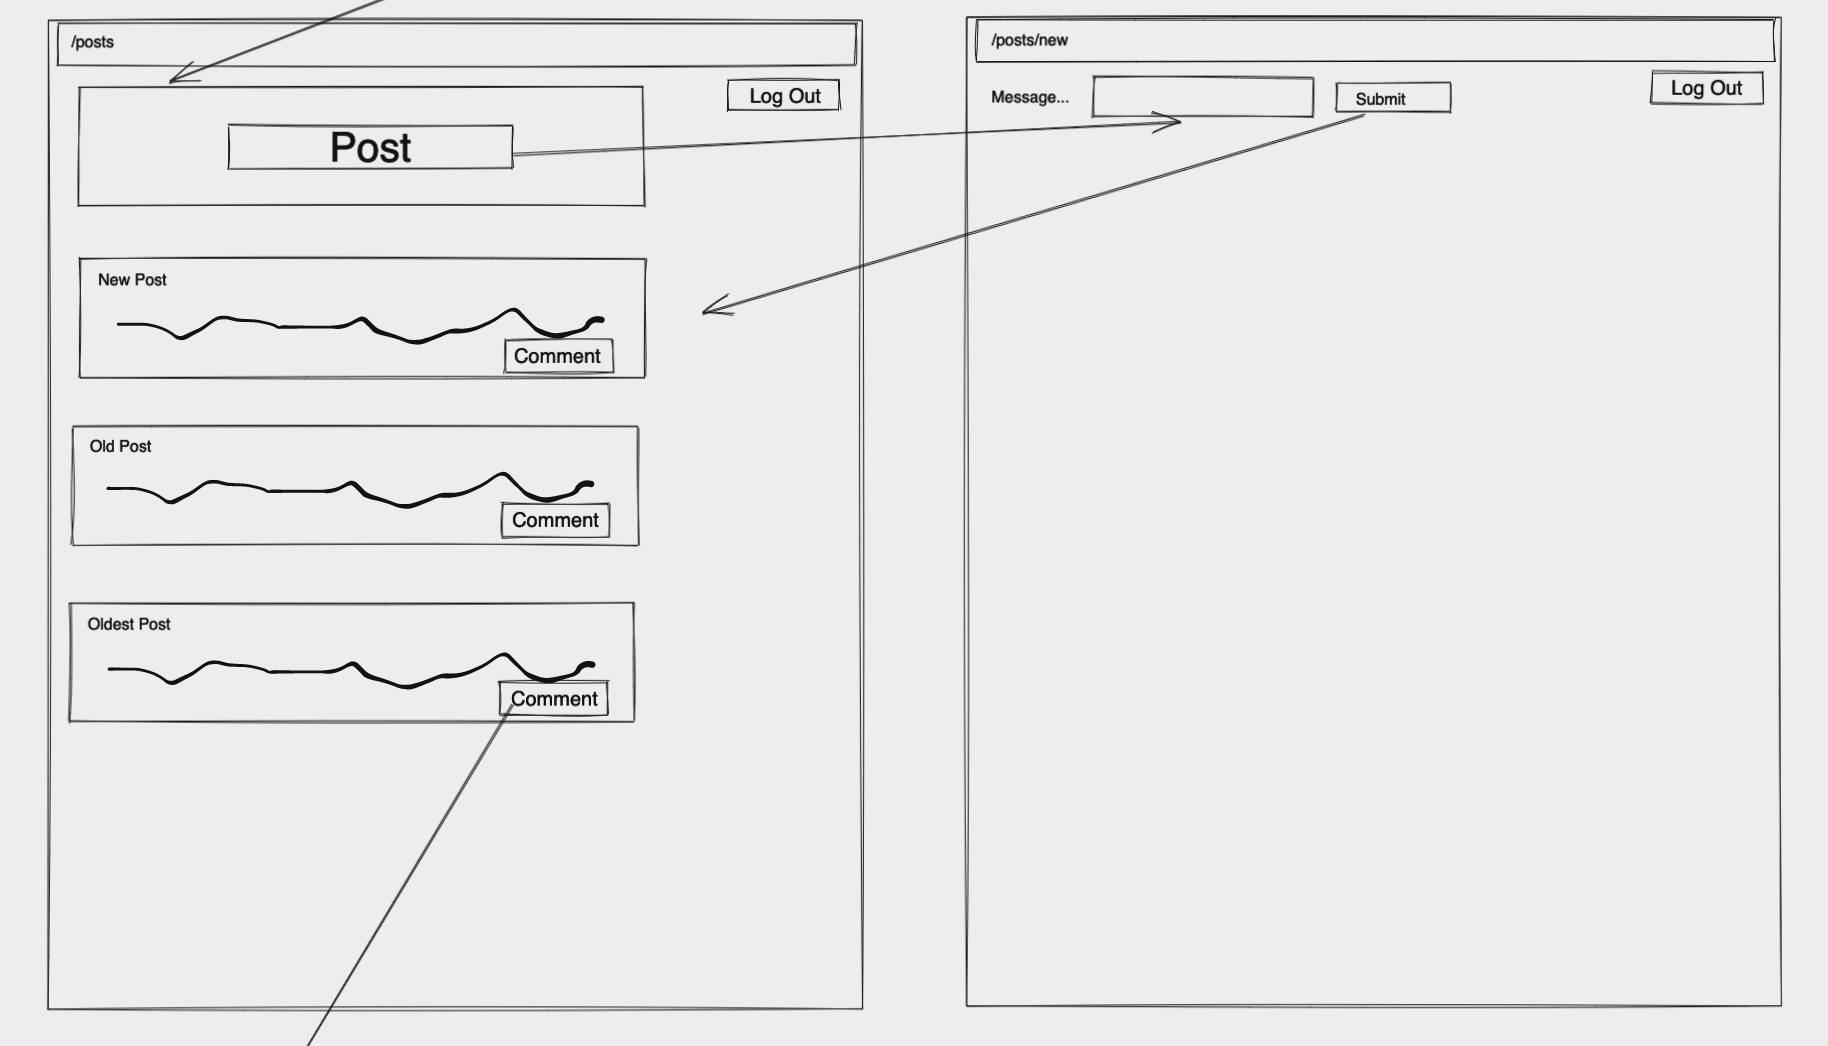 /posts
Log Out
Post
New Post
Comment
Old Post
Comment
Oldest Post
Comment
/posts/new
Message...
Submit
Log Out